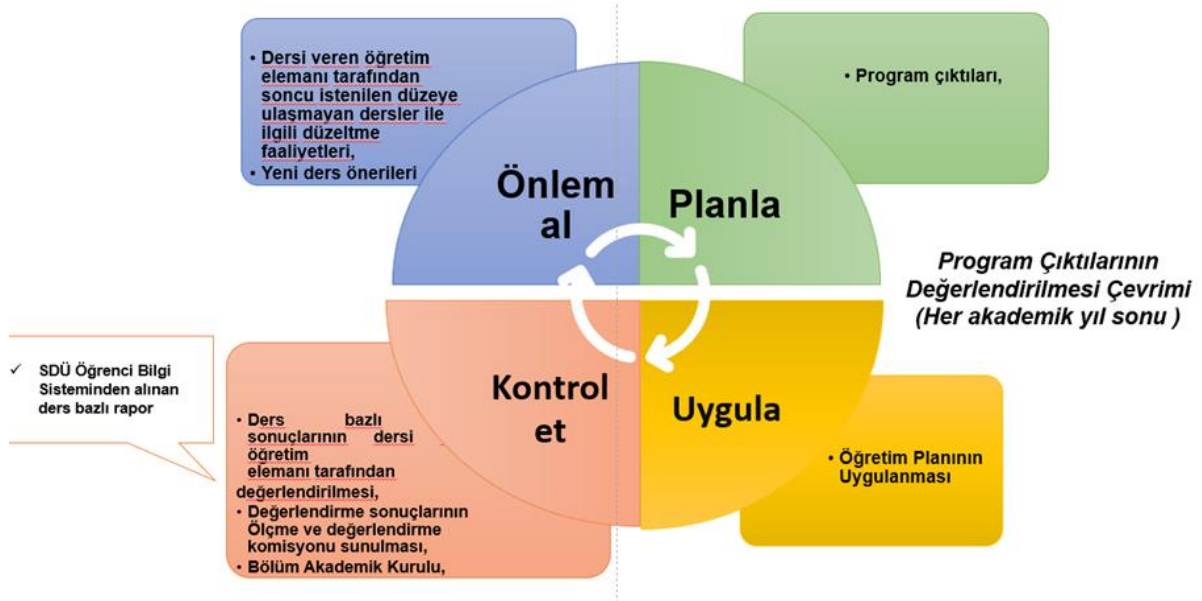 • Dersi veren öğretim
elemanı tarafından
soncu istenilen düzeye
ulaşmayan dersler ile
ilgili düzeltme
faaliyetleri,
• Yeni ders önerileri
• Program çıktıları,
Önlem
al
Planla
Program Çıktılarının
Değerlendirilmesi Çevrimi
(Her akademik yıl sonu )
✓ SDÜ Öğrenci Bilgi
Sisteminden alınan
ders bazlı rapor
Kontrol
et
Uygula
• Ders bazlı
sonuçlarının dersi
öğretim
elemanı tarafından
değerlendirilmesi,
• Değerlendirme sonuçlarının
Ölçme ve değerlendirme
komisyonu sunulması,
• Bölüm Akademik Kurulu,
• Öğretim Planının
Uygulanması